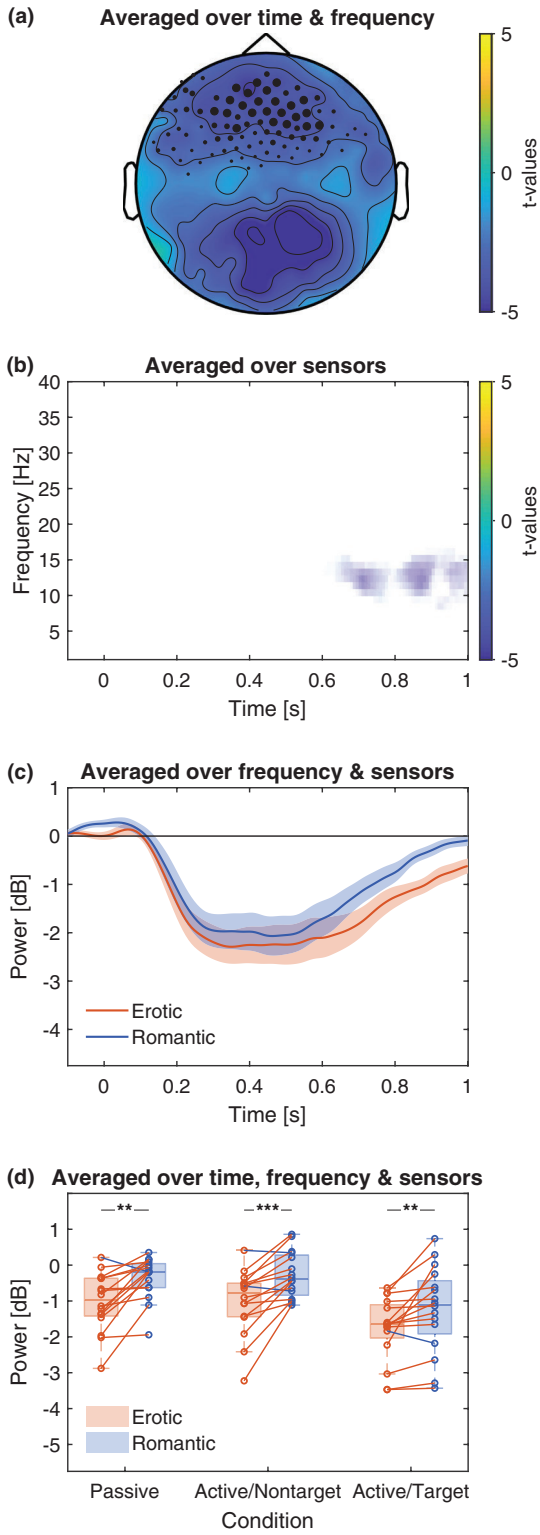 (a) Averaged over time & frequency
5
0
-5
t-values
(b) Averaged over sensors
40
35
30
25
20
15
10
5
Frequency [Hz]
0 0.2 0.4 0.6 0.8 1
Time [s]
5
0
-5
t-values
(c) Averaged over frequency & sensors
1
0
-1
-2
-3
-4
Power [dB]
Erotic
Romantic
0 0.2 0.4 0.6 0.8 1
Time [s]
(d) Averaged over time, frequency & sensors
** *** **
1
0
-1
-2
-3
-4
-5
Power [dB]
Erotic
Romantic
Passive Active/Nontarget Active/Target
Condition